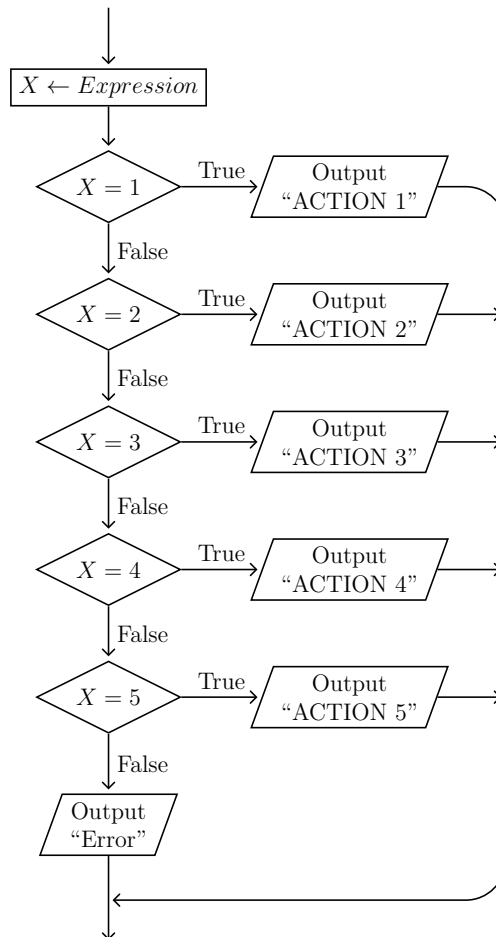 X ← Expression
X = 1
True
Output
“ACTION 1”
False
X = 2
True
Output
“ACTION 2”
False
X = 3
True
Output
“ACTION 3”
False
X = 4
True
Output
“ACTION 4”
False
X = 5
True
Output
“ACTION 5”
False
Output
“Error”